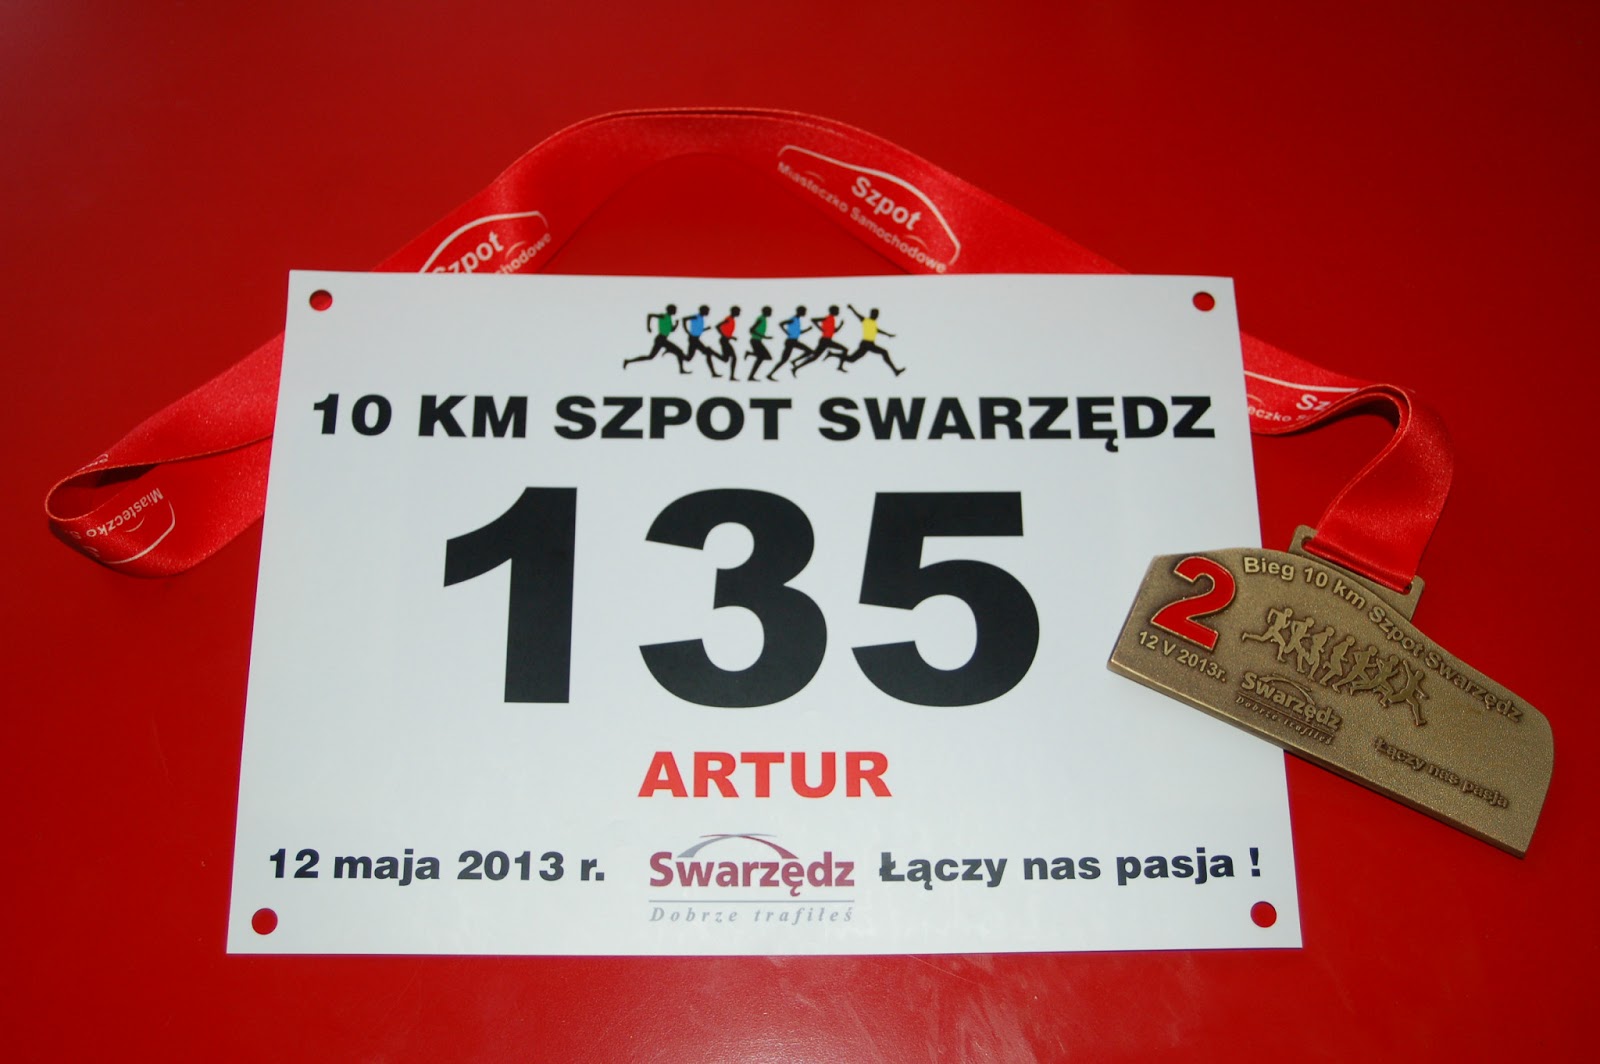 Szpot
Miasteczko Samochodowe
Szpot
chodowe
Miasteczko S
10 KM SZPOT SWARZĘDZ
135
ARTUR
12 maja 2013 r.
Swarzędz
Dobrze trafiłeś
Łączy nas pasja !
2
Bieg 10 km Szpot Swarzędz
12 V 2013r.
Swarzędz
Dobrze trafiłeś
Łączy nas pasja